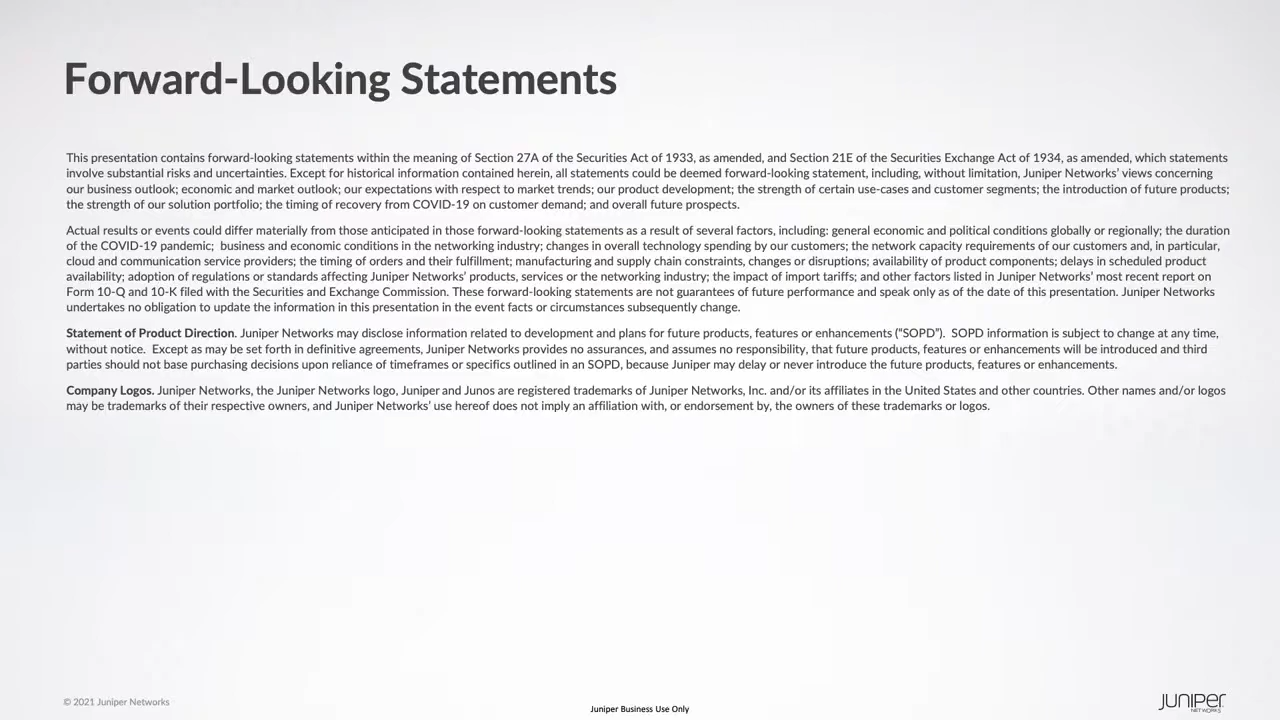 Forward-Looking Statements
This presentation contains forward-looking statements within the meaning of Section 27A of the Securities Act of 1933, as amended, and Section 21E of the Securities Exchange Act of 1934, as amended, which statements
involve substantial risks and uncertainties. Except for historical information contained herein, all statements could be deemed forward-looking statement, including, without limitation, Juniper Networks’ views concerning
our business outlook; economic and market outlook; our expectations with respect to market trends; our product development; the strength of certain use-cases and customer segments; the introduction of future products;
the strength of our solution portfolio; the timing of recovery from COVID-19 on customer demand; and overall future prospects.
Actual results or events could differ materially from those anticipated in those forward-looking statements as a result of several factors, including: general economic and political conditions globally or regionally; the duration
of the COVID-19 pandemic;  business and economic conditions in the networking industry; changes in overall technology spending by our customers; the network capacity requirements of our customers and, in particular,
cloud and communication service providers; the timing of orders and their fulfillment; manufacturing and supply chain constraints, changes or disruptions; availability of product components; delays in scheduled product
availability; adoption of regulations or standards affecting Juniper Networks’ products, services or the networking industry; the impact of import tariffs; and other factors listed in Juniper Networks’ most recent report on
Form 10-Q and 10-K filed with the Securities and Exchange Commission. These forward-looking statements are not guarantees of future performance and speak only as of the date of this presentation. Juniper Networks
undertakes no obligation to update the information in this presentation in the event facts or circumstances subsequently change.
Statement of Product Direction. Juniper Networks may disclose information related to development and plans for future products, features or enhancements (“SOPD”).  SOPD information is subject to change at any time,
without notice.  Except as may be set forth in definitive agreements, Juniper Networks provides no assurances, and assumes no responsibility, that future products, features or enhancements will be introduced and third
parties should not base purchasing decisions upon reliance of timeframes or specifics outlined in an SOPD, because Juniper may delay or never introduce the future products, features or enhancements.
Company Logos. Juniper Networks, the Juniper Networks logo, Juniper and Junos are registered trademarks of Juniper Networks, Inc. and/or its affiliates in the United States and other countries. Other names and/or logos
may be trademarks of their respective owners, and Juniper Networks’ use hereof does not imply an affiliation with, or endorsement by, the owners of these trademarks or logos.
© 2021 Juniper Networks
Juniper Business Use Only
JUNIPER
NETWORKS